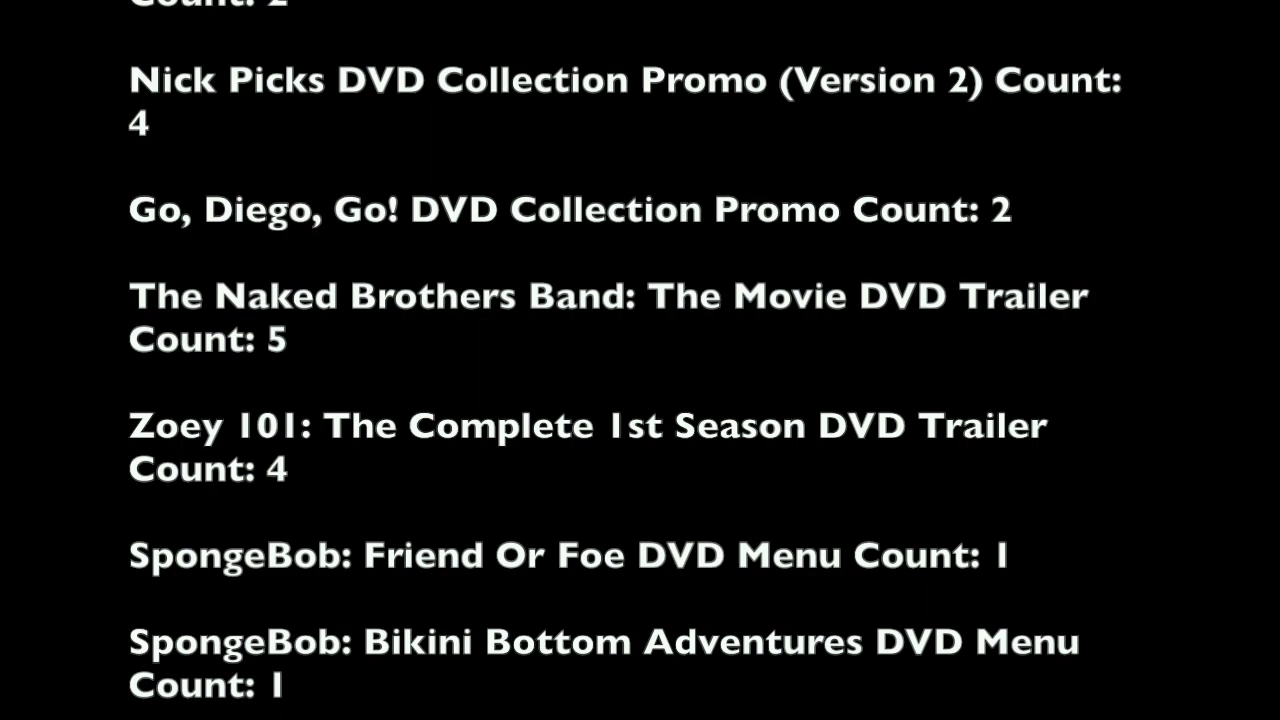 Count: 2
Nick Picks DVD Collection Promo (Version 2) Count:
4
Go, Diego, Go! DVD Collection Promo Count: 2
The Naked Brothers Band: The Movie DVD Trailer
Count: 5
Zoey 101: The Complete 1st Season DVD Trailer
Count: 4
SpongeBob: Friend Or Foe DVD Menu Count: 1
SpongeBob: Bikini Bottom Adventures DVD Menu
Count: 1